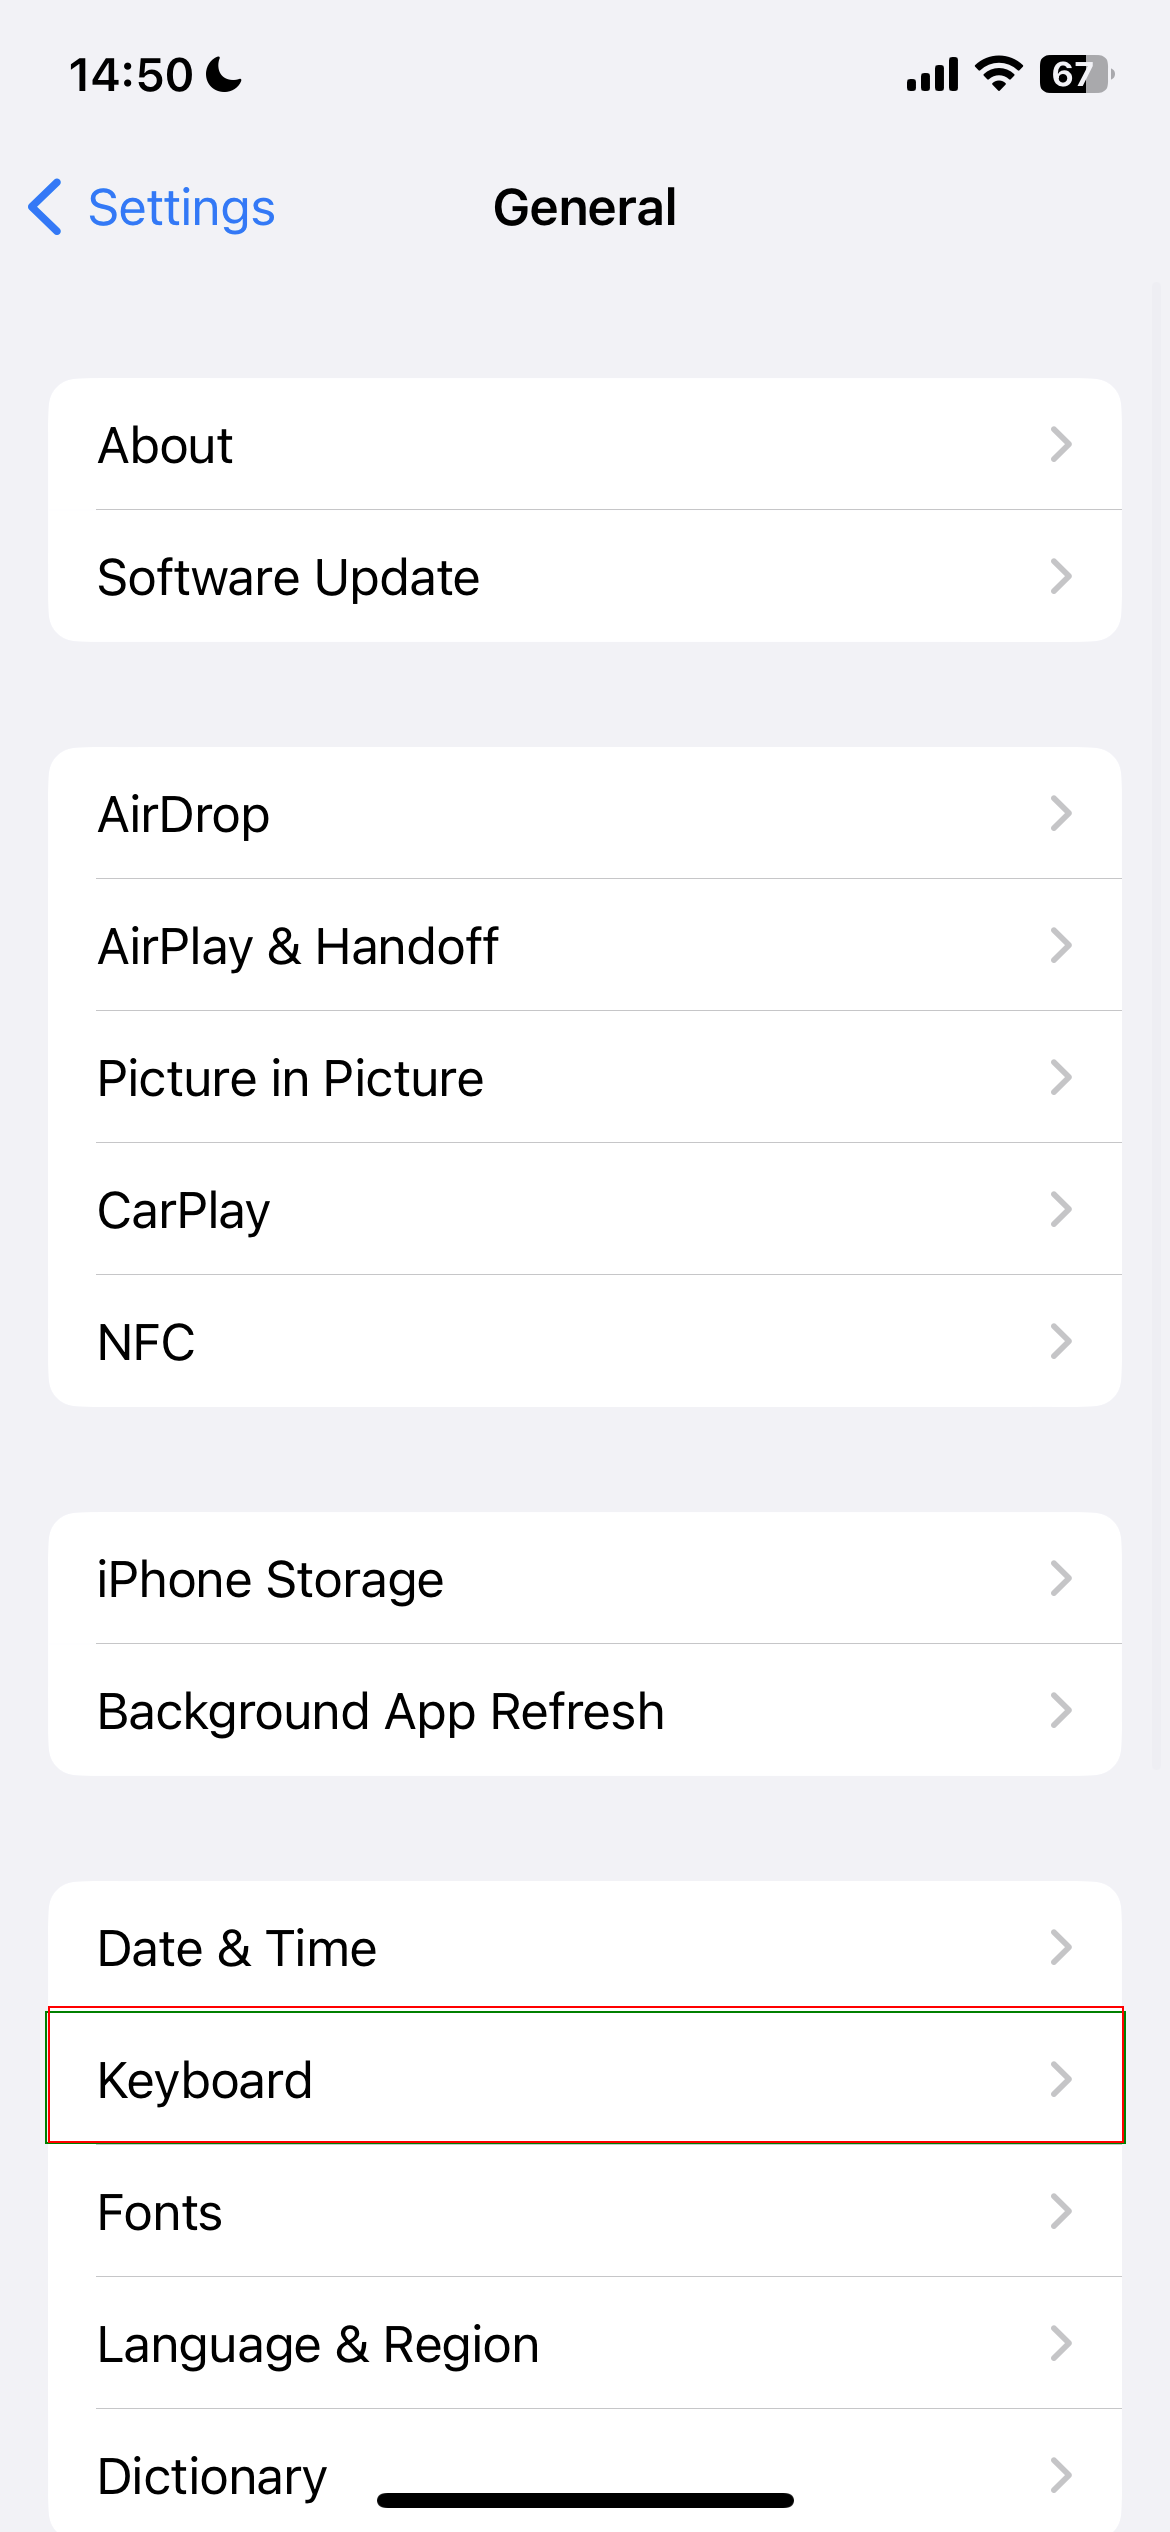 14:50
67
Settings
General
About
Software Update
AirDrop
AirPlay & Handoff
Picture in Picture
CarPlay
NFC
iPhone Storage
Background App Refresh
Date & Time
Keyboard
Fonts
Language & Region
Dictionary